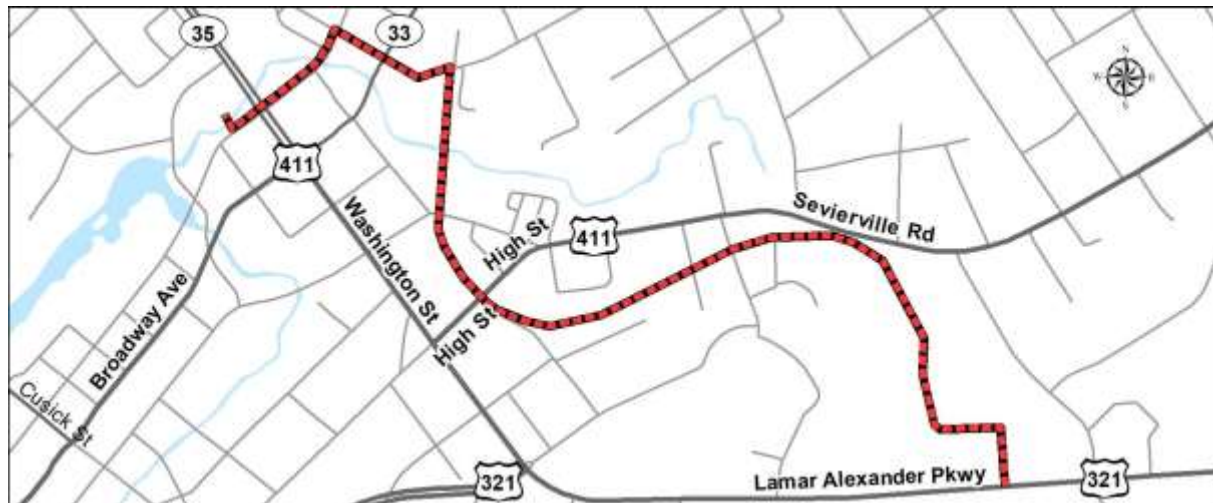 35
33
N
W
E
S
411
Washington St
High St
411
Sevierville Rd
Broadway Ave
High St
Cusick St
321
Lamar Alexander Pkwy
321